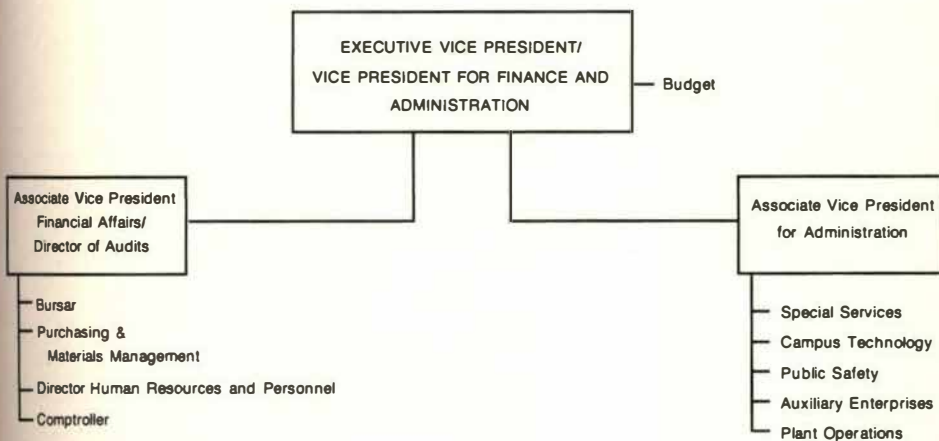 EXECUTIVE VICE PRESIDENT/
VICE PRESIDENT FOR FINANCE AND
ADMINISTRATION
Budget
Associate Vice President
Financial Affairs/
Director of Audits
Bursar
Purchasing &
Materials Management
Director Human Resources and Personnel
Comptroller
Associate Vice President
for Administration
Special Services
Campus Technology
Public Safety
Auxiliary Enterprises
Plant Operations